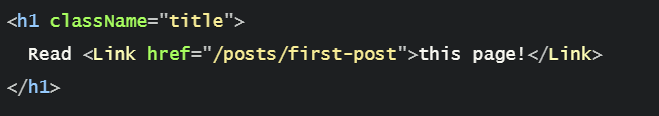 <h1 className="title">
Read <Link href="/posts/first-post">this page!</Link>
</h1>